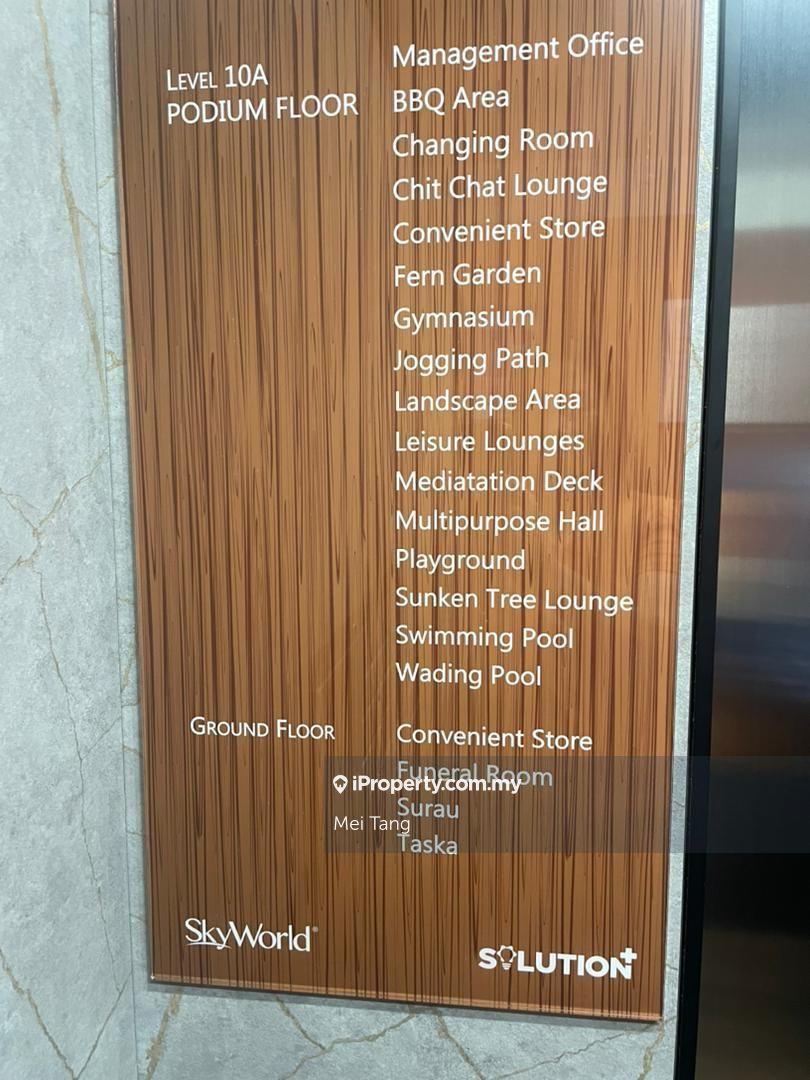 LEVEL 10A
PODIUM FLOOR
Management Office
BBQ Area
Changing Room
Chit Chat Lounge
Convenient Store
Fern Garden
Gymnasium
Jogging Path
Landscape Area
Leisure Lounges
Mediatation Deck
Multipurpose Hall
Playground
Sunken Tree Lounge
Swimming Pool
Wading Pool
GROUND FLOOR
Convenient Store
Funeral Room
Surau
Taska
iProperty.com.my
Mei Tang
SkyWorld®
SOLUTION+